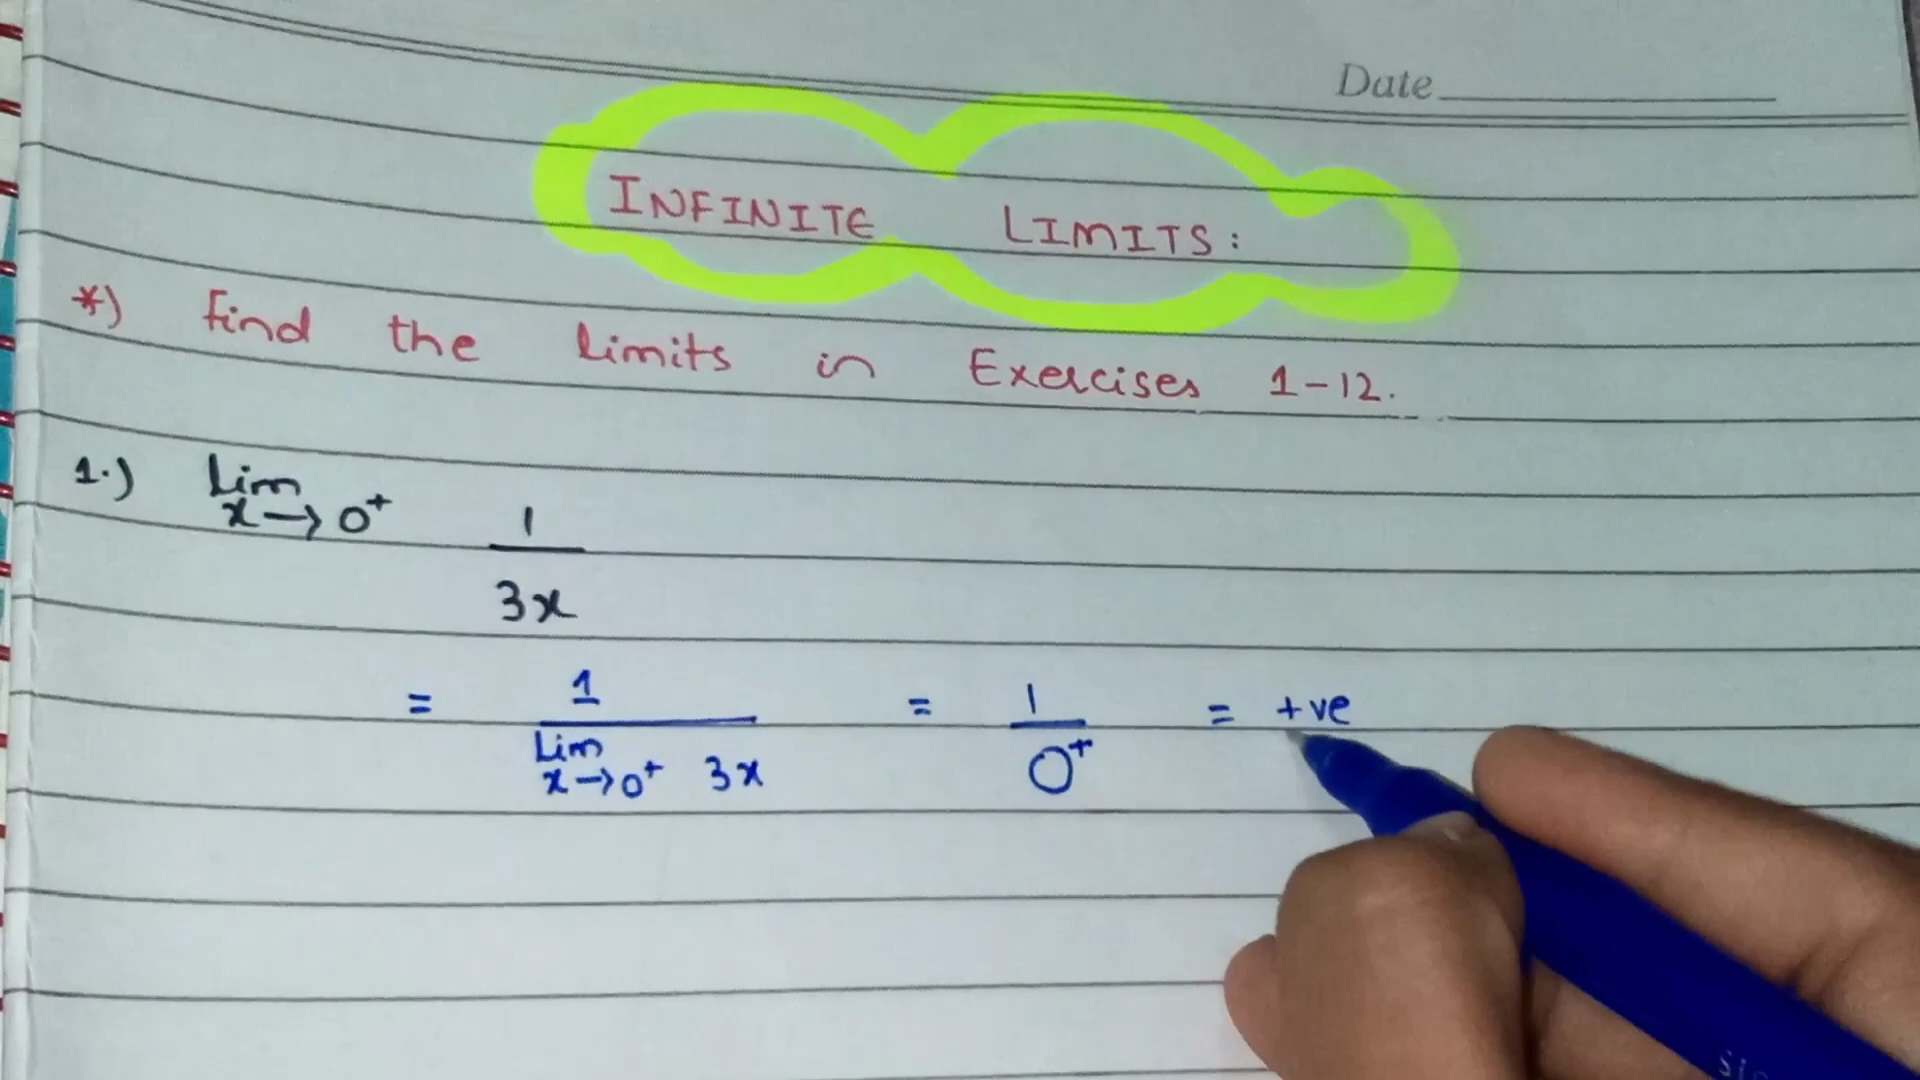 Date
INFINITE LIMITS:
*) Find the limits in Exercises 1-12.
1.) Lim x→0⁺ 1/3x
= 1/(Lim x→0⁺ 3x) = 1/0⁺ = +ve